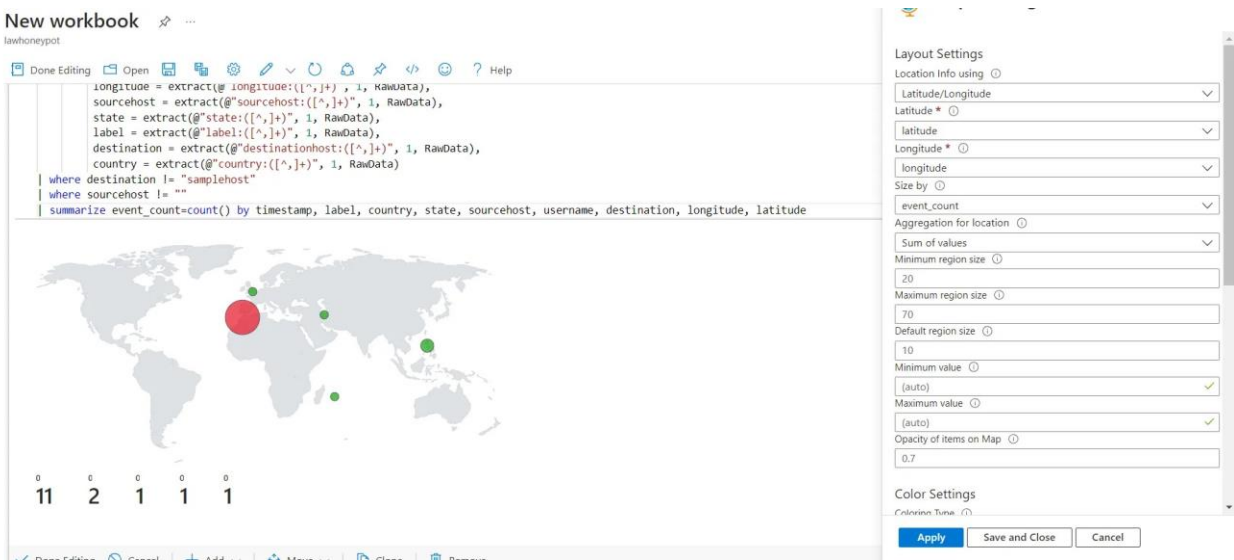 New workbook
lawhoneypot
Done Editing Open Help
longitude = extract(@"longitude:([^,]+)", 1, RawData),
sourcehost = extract(@"sourcehost:([^,]+)", 1, RawData),
state = extract(@"state:([^,]+)", 1, RawData),
label = extract(@"label:([^,]+)", 1, RawData),
destination = extract(@"destinationhost:([^,]+)", 1, RawData),
country = extract(@"country:([^,]+)", 1, RawData)
| where destination != "samplehost"
| where sourcehost != ""
| summarize event_count=count() by timestamp, label, country, state, sourcehost, username, destination, longitude, latitude
0 0 0 0 0
11 2 1 1 1
Done Editing Cancel Add Move Clone Remove
Layout Settings
Location Info using
Latitude/Longitude
Latitude *
latitude
Longitude *
longitude
Size by
event_count
Aggregation for location
Sum of values
Minimum region size
20
Maximum region size
70
Default region size
10
Minimum value
(auto)
Maximum value
(auto)
Opacity of items on Map
0.7
Color Settings
Coloring Type
Apply Save and Close Cancel